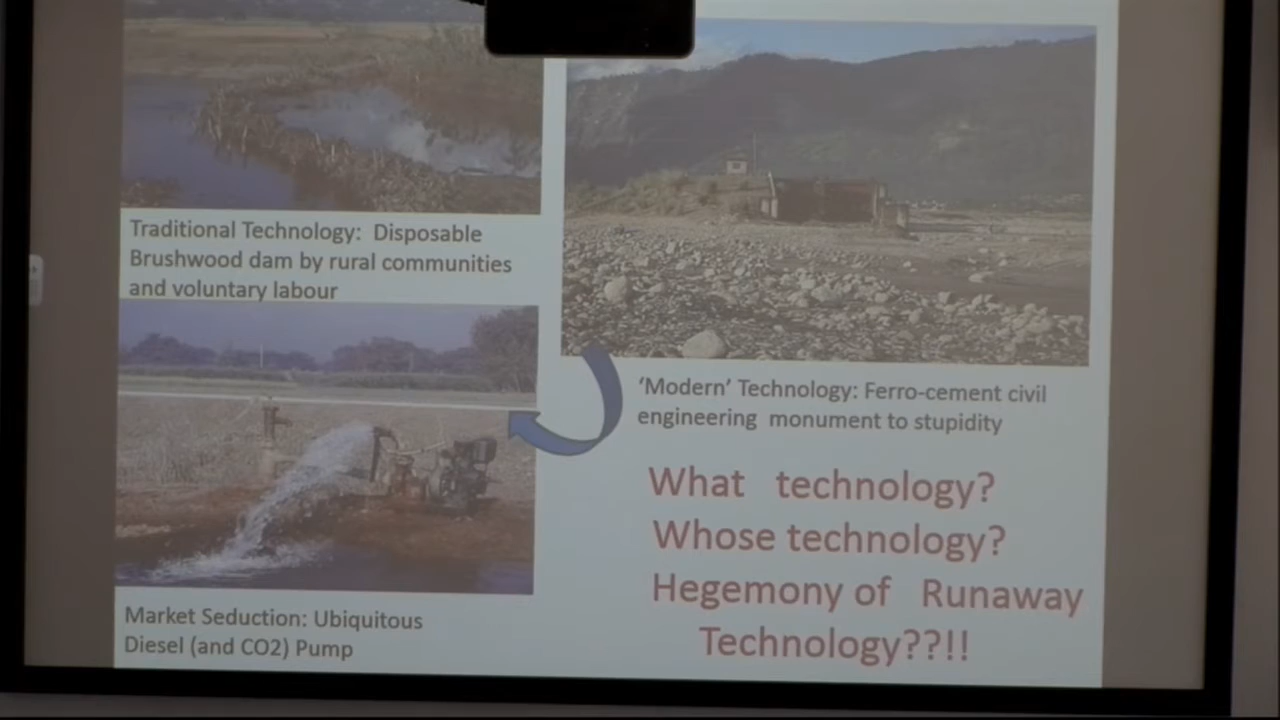 Traditional Technology: Disposable
Brushwood dam by rural communities
and voluntary labour
'Modern' Technology: Ferro-cement civil
engineering monument to stupidity
What technology?
Whose technology?
Hegemony of Runaway
Technology??!!
Market Seduction: Ubiquitous
Diesel (and CO2) Pump